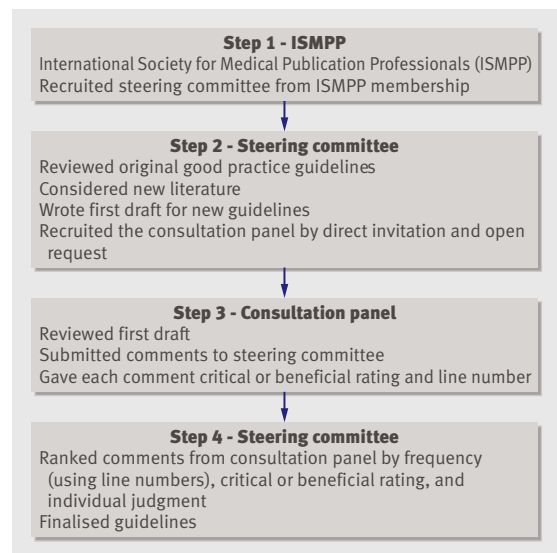 Step 1 - ISMPP
International Society for Medical Publication Professionals (ISMPP)
Recruited steering committee from ISMPP membership
Step 2 - Steering committee
Reviewed original good practice guidelines
Considered new literature
Wrote first draft for new guidelines
Recruited the consultation panel by direct invitation and open
request
Step 3 - Consultation panel
Reviewed first draft
Submitted comments to steering committee
Gave each comment critical or beneficial rating and line number
Step 4 - Steering committee
Ranked comments from consultation panel by frequency
(using line numbers), critical or beneficial rating, and
individual judgment
Finalised guidelines